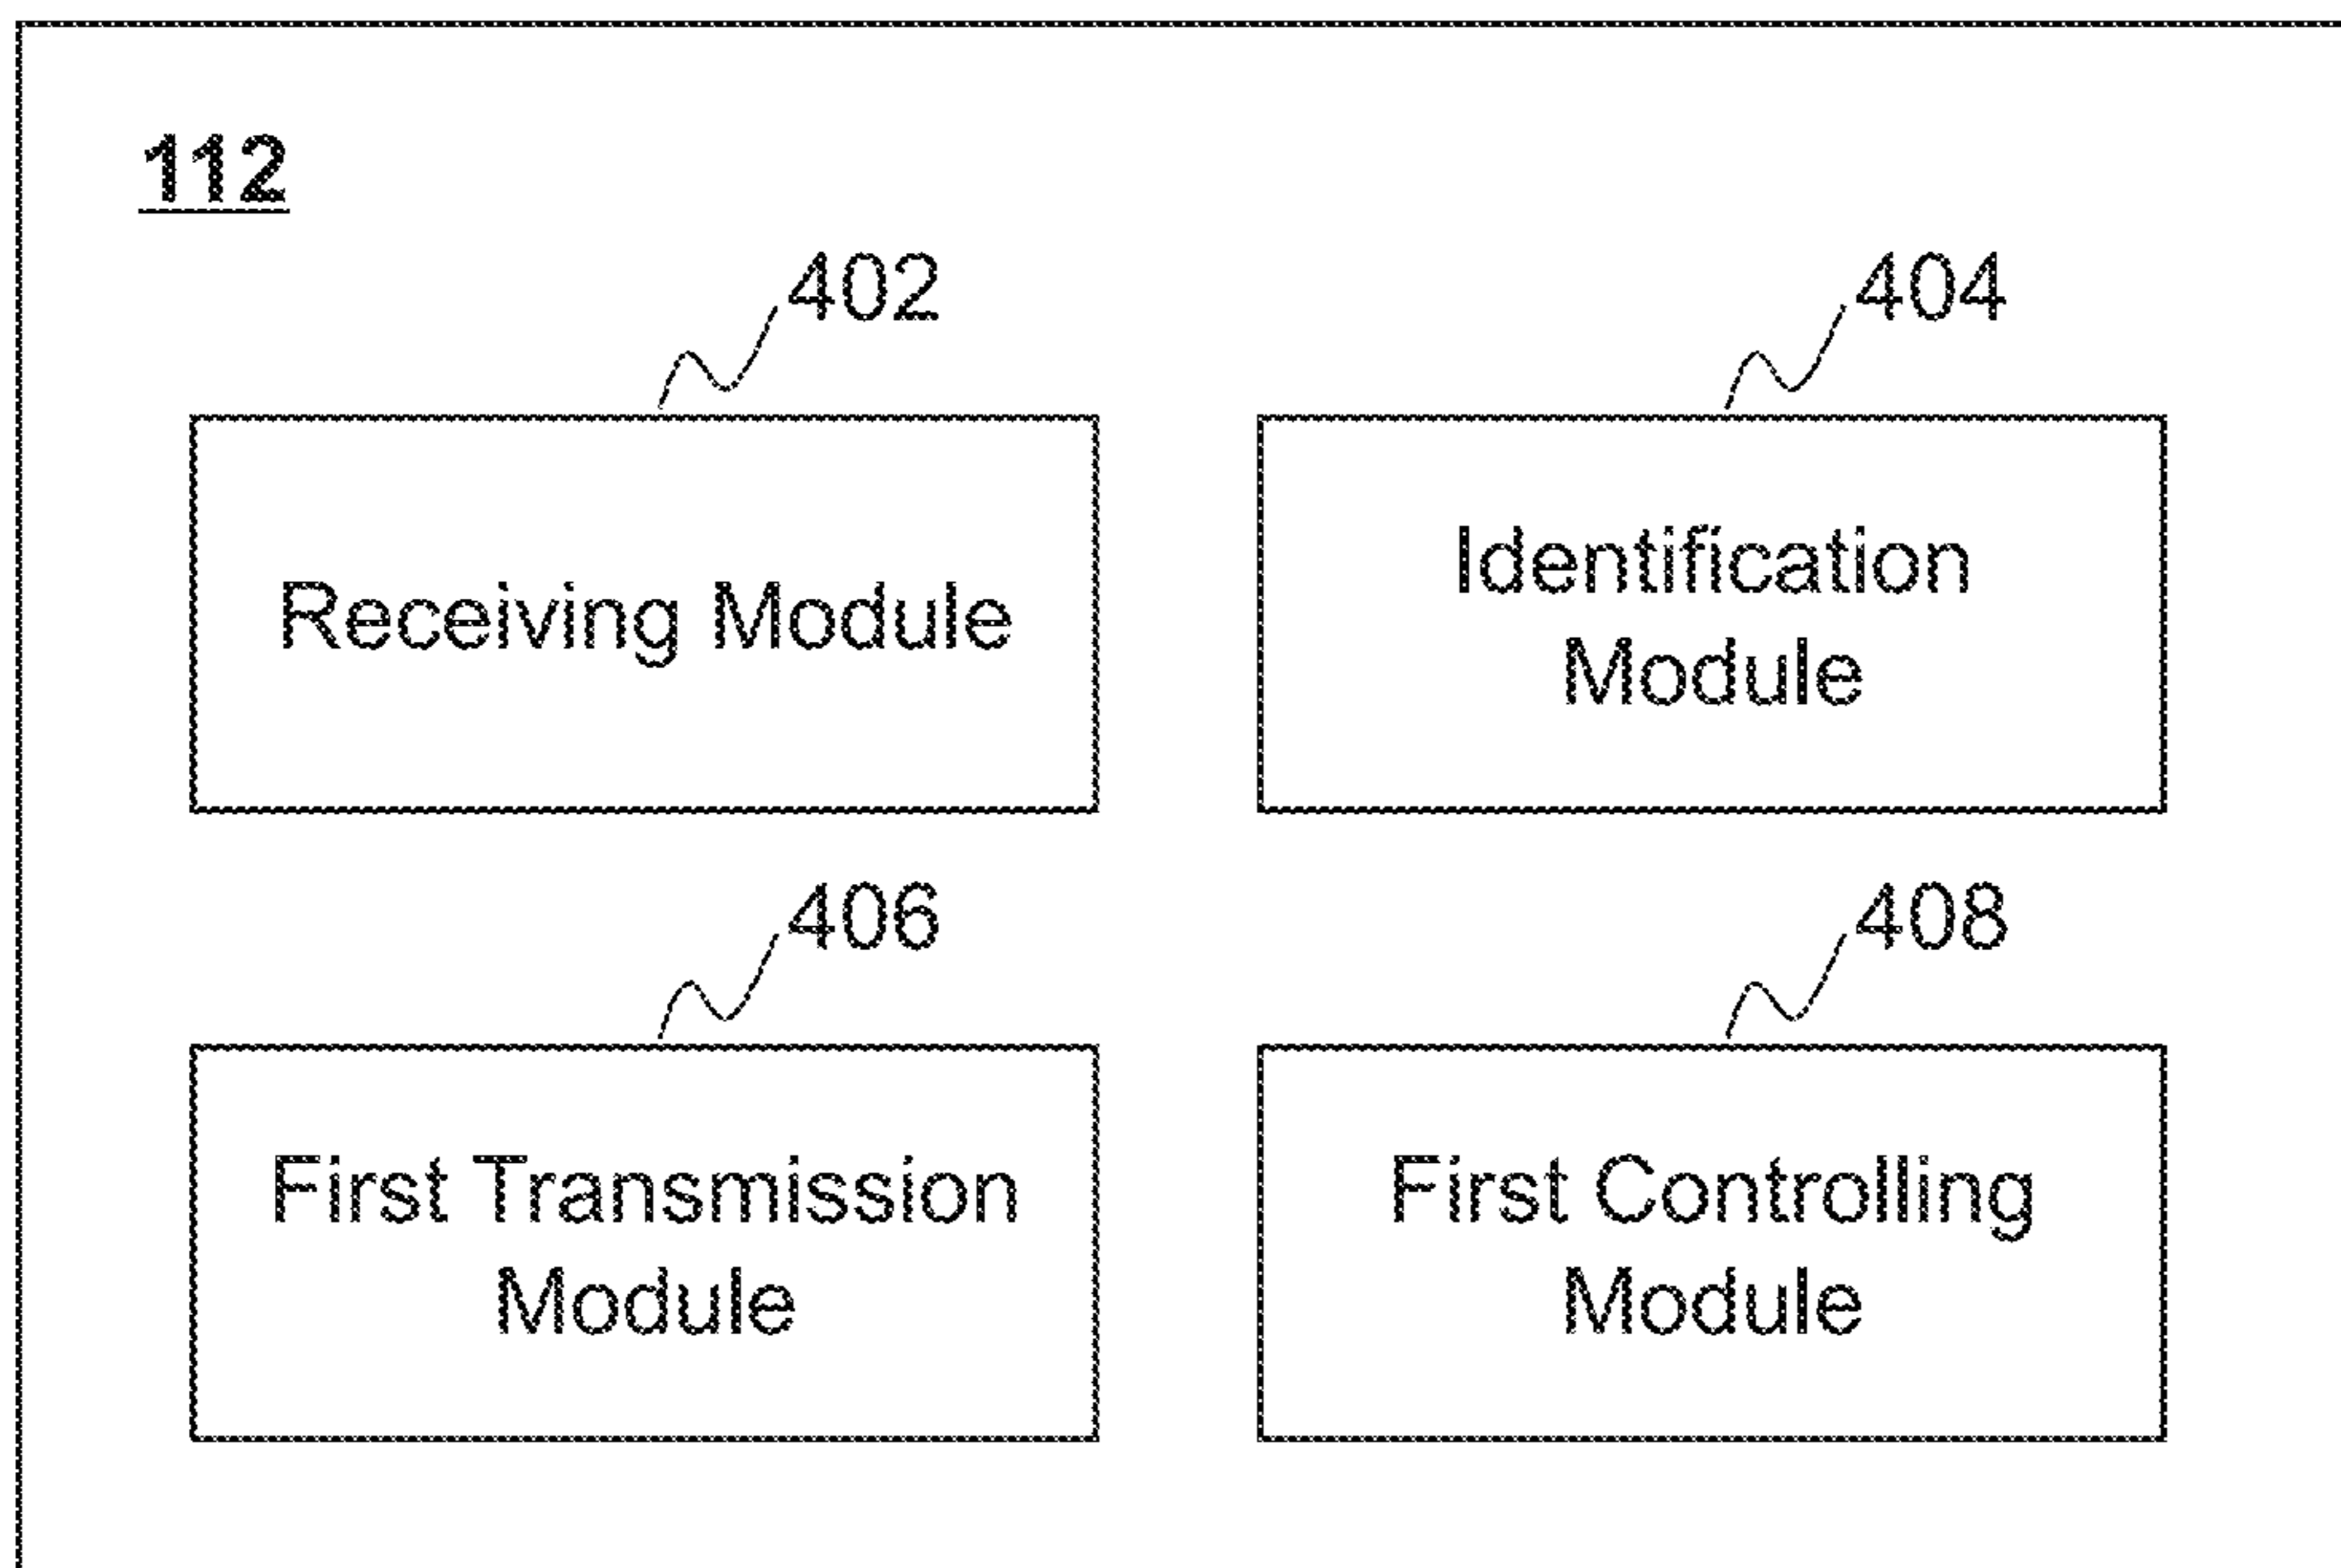 112
402
404
Receiving Module
Identification
Module
406
408
First Transmission
Module
First Controlling
Module